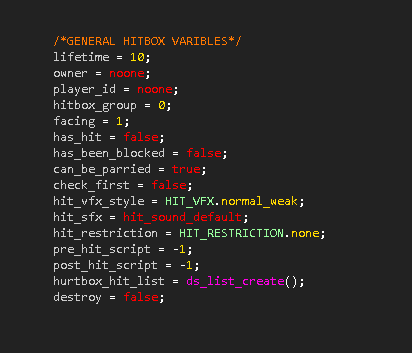 /*GENERAL HITBOX VARIBLES*/
lifetime = 10;
owner = noone;
player_id = noone;
hitbox_group = 0;
facing = 1;
has_hit = false;
has_been_blocked = false;
can_be_parried = true;
check_first = false;
hit_vfx_style = HIT_VFX.normal_weak;
hit_sfx = hit_sound_default;
hit_restriction = HIT_RESTRICTION.none;
pre_hit_script = -1;
post_hit_script = -1;
hurtbox_hit_list = ds_list_create();
destroy = false;